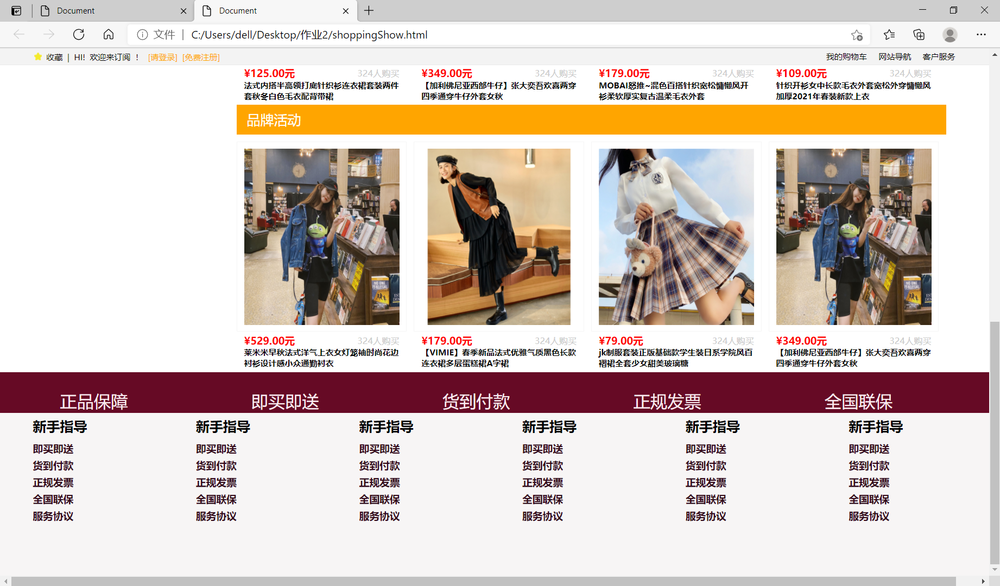 Document
Document
文件 | C:/Users/dell/Desktop/作业2/shoppingShow.html
收藏 | HI! 欢迎来订阅 ! [请登录] [免费注册]
我的购物车 网站导航 客户服务
¥125.00元 324人购买
法式内搭半高领打底针织衫连衣裙套装两件
套秋冬白色毛衣配背带裙
¥349.00元 324人购买
【加利佛尼亚西部牛仔】张大奕吾欢喜两穿
四季通穿牛仔外套女秋
¥179.00元 324人购买
MOBAI怒推~混色百搭针织宽松慵懒风开
衫柔软厚实复古温柔毛衣外套
¥109.00元 324人购买
针织开衫女中长款毛衣外套宽松外穿慵懒风
加厚2021年春装新款上衣
品牌活动
NO ONE
IS ILLEGAL
NO ONE
IS ILLEGAL
¥529.00元 324人购买
莱米米早秋法式洋气上衣女灯笼袖时尚花边
衬衫设计感小众通勤衬衣
¥179.00元 324人购买
【VIMIE】春季新品法式优雅气质黑色长款
连衣裙多层蛋糕裙A字裙
¥79.00元 324人购买
jk制服套装正版基础款学生装日系学院风百
褶裙全套少女甜美玻璃糖
¥349.00元 324人购买
【加利佛尼亚西部牛仔】张大奕吾欢喜两穿
四季通穿牛仔外套女秋
正品保障 即买即送 货到付款 正规发票 全国联保
新手指导 新手指导 新手指导 新手指导 新手指导 新手指导
即买即送 即买即送 即买即送 即买即送 即买即送 即买即送
货到付款 货到付款 货到付款 货到付款 货到付款 货到付款
正规发票 正规发票 正规发票 正规发票 正规发票 正规发票
全国联保 全国联保 全国联保 全国联保 全国联保 全国联保
服务协议 服务协议 服务协议 服务协议 服务协议 服务协议